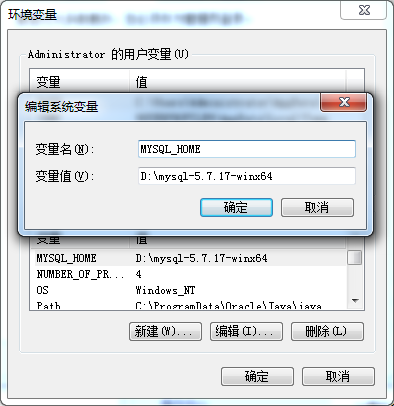 环境变量
Administrator 的用户变量(U)
变量 值
编辑系统变量
变量名(N): MYSQL_HOME
变量值(V): D:\mysql-5.7.17-winx64
确定 取消
变量 值
MYSQL_HOME D:\mysql-5.7.17-winx64
NUMBER_OF_PR... 4
OS Windows_NT
Path C:\ProgramData\Oracle\Java\java
新建(W)... 编辑(I)... 删除(L)
确定 取消